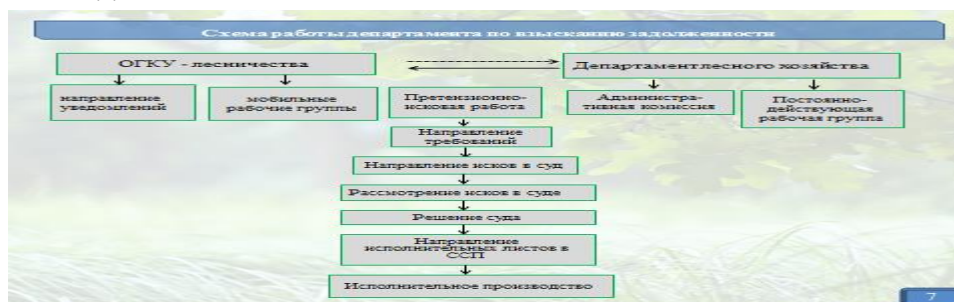 Схема работы департамента по взысканию задолженности
ОГКУ - лесничества
Департамент лесного хозяйства
направление
уведомлений
мобильные
рабочие группы
Претензионно-
исковая работа
Администра-
тивная комиссия
Постоянно-
действующая
рабочая группа
Направление
требований
Направление исков в суд
Рассмотрение исков в суде
Решение суда
Направление
исполнительных листов в
ССП
Исполнительное производство
7